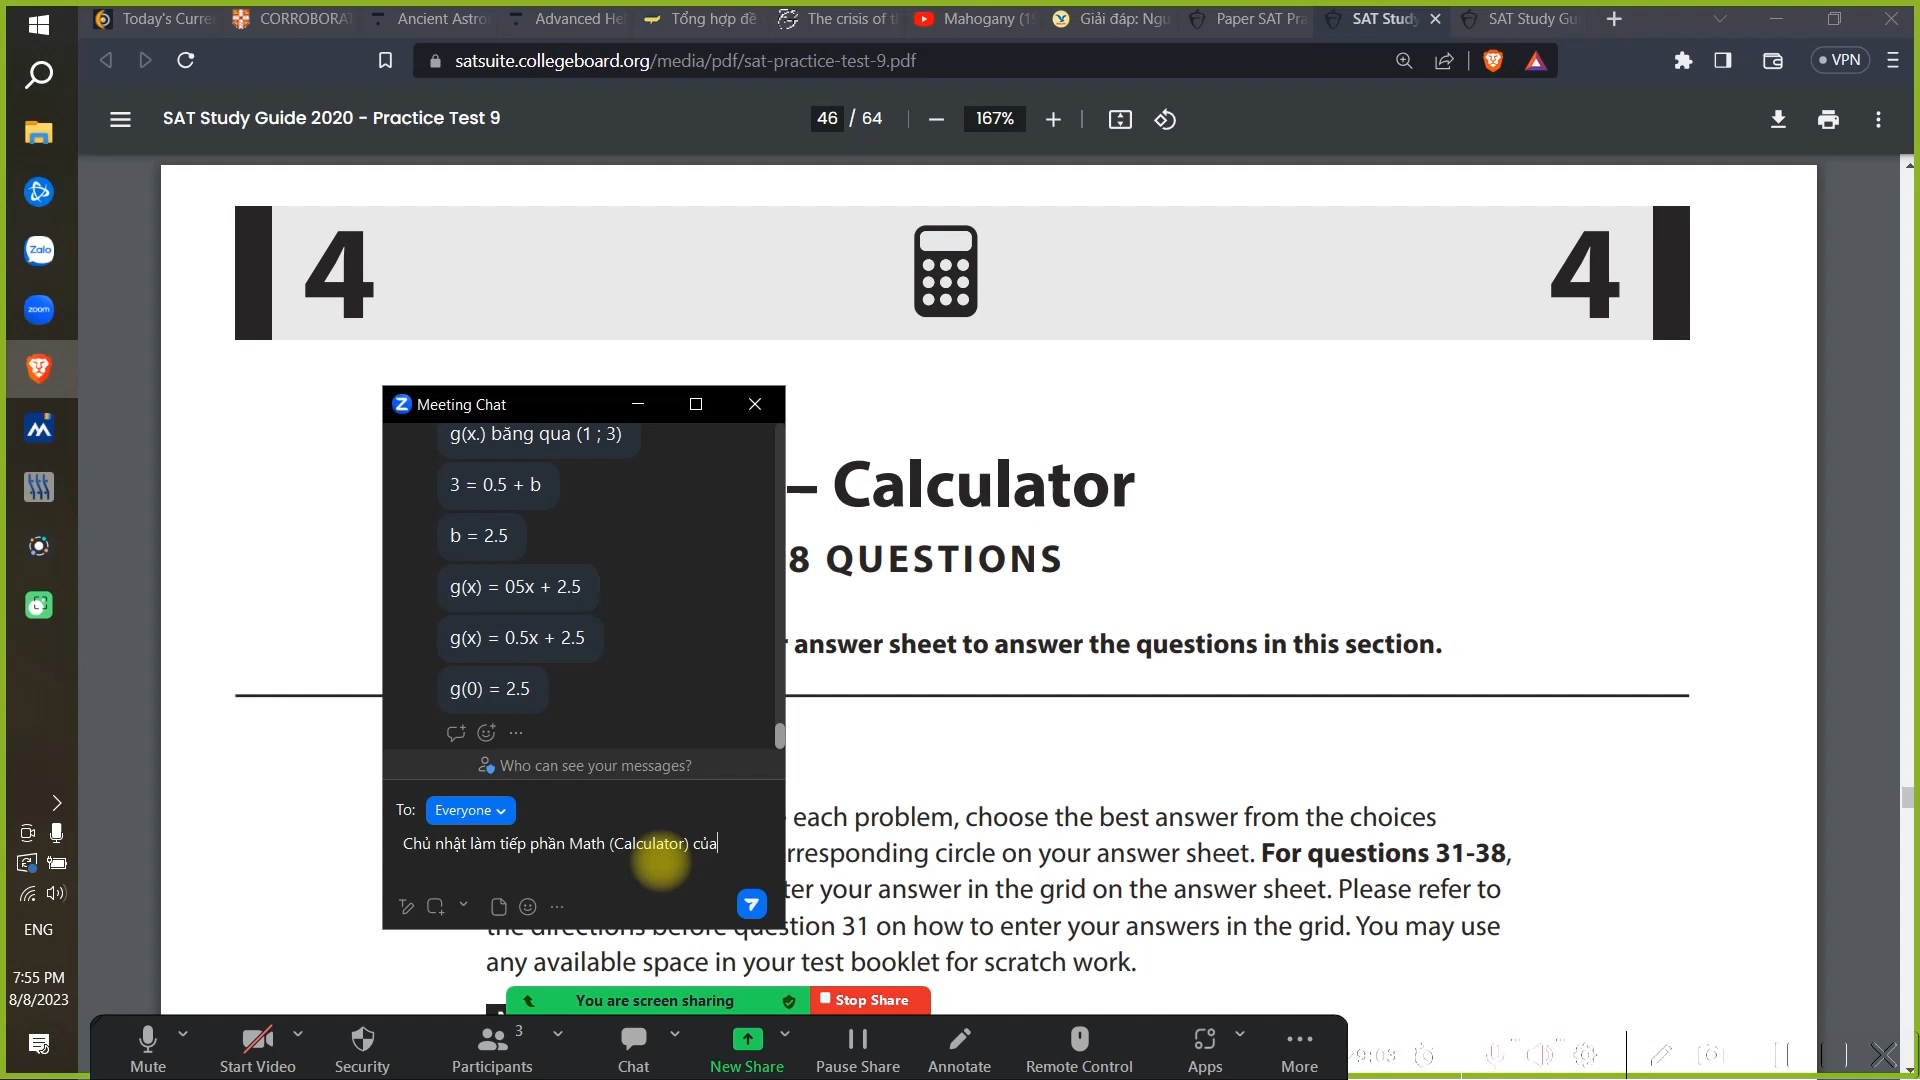 Today's Curre
CORROBORAT
Ancient Astro
Advanced He
Tổng hợp đề
The crisis of t
Mahogany (1
Giải đáp: Ngu
Paper SAT Pra
SAT Study
SAT Study Gu
satsuite.collegeboard.org/media/pdf/sat-practice-test-9.pdf
VPN
SAT Study Guide 2020 - Practice Test 9
46 / 64
167%
4
4
Meeting Chat
g(x.) băng qua (1 ; 3)
3 = 0.5 + b
b = 2.5
g(x) = 05x + 2.5
g(x) = 0.5x + 2.5
g(0) = 2.5
Who can see your messages?
To: Everyone
Chủ nhật làm tiếp phần Math (Calculator) của
– Calculator
8 QUESTIONS
answer sheet to answer the questions in this section.
each problem, choose the best answer from the choices
rresponding circle on your answer sheet. For questions 31-38,
ter your answer in the grid on the answer sheet. Please refer to
the directions before question 31 on how to enter your answers in the grid. You may use
any available space in your test booklet for scratch work.
You are screen sharing
Stop Share
Mute
Start Video
Security
Participants
3
Chat
New Share
Pause Share
Annotate
Remote Control
Apps
More
29:03
Zalo
zoom
ENG
7:55 PM
8/8/2023